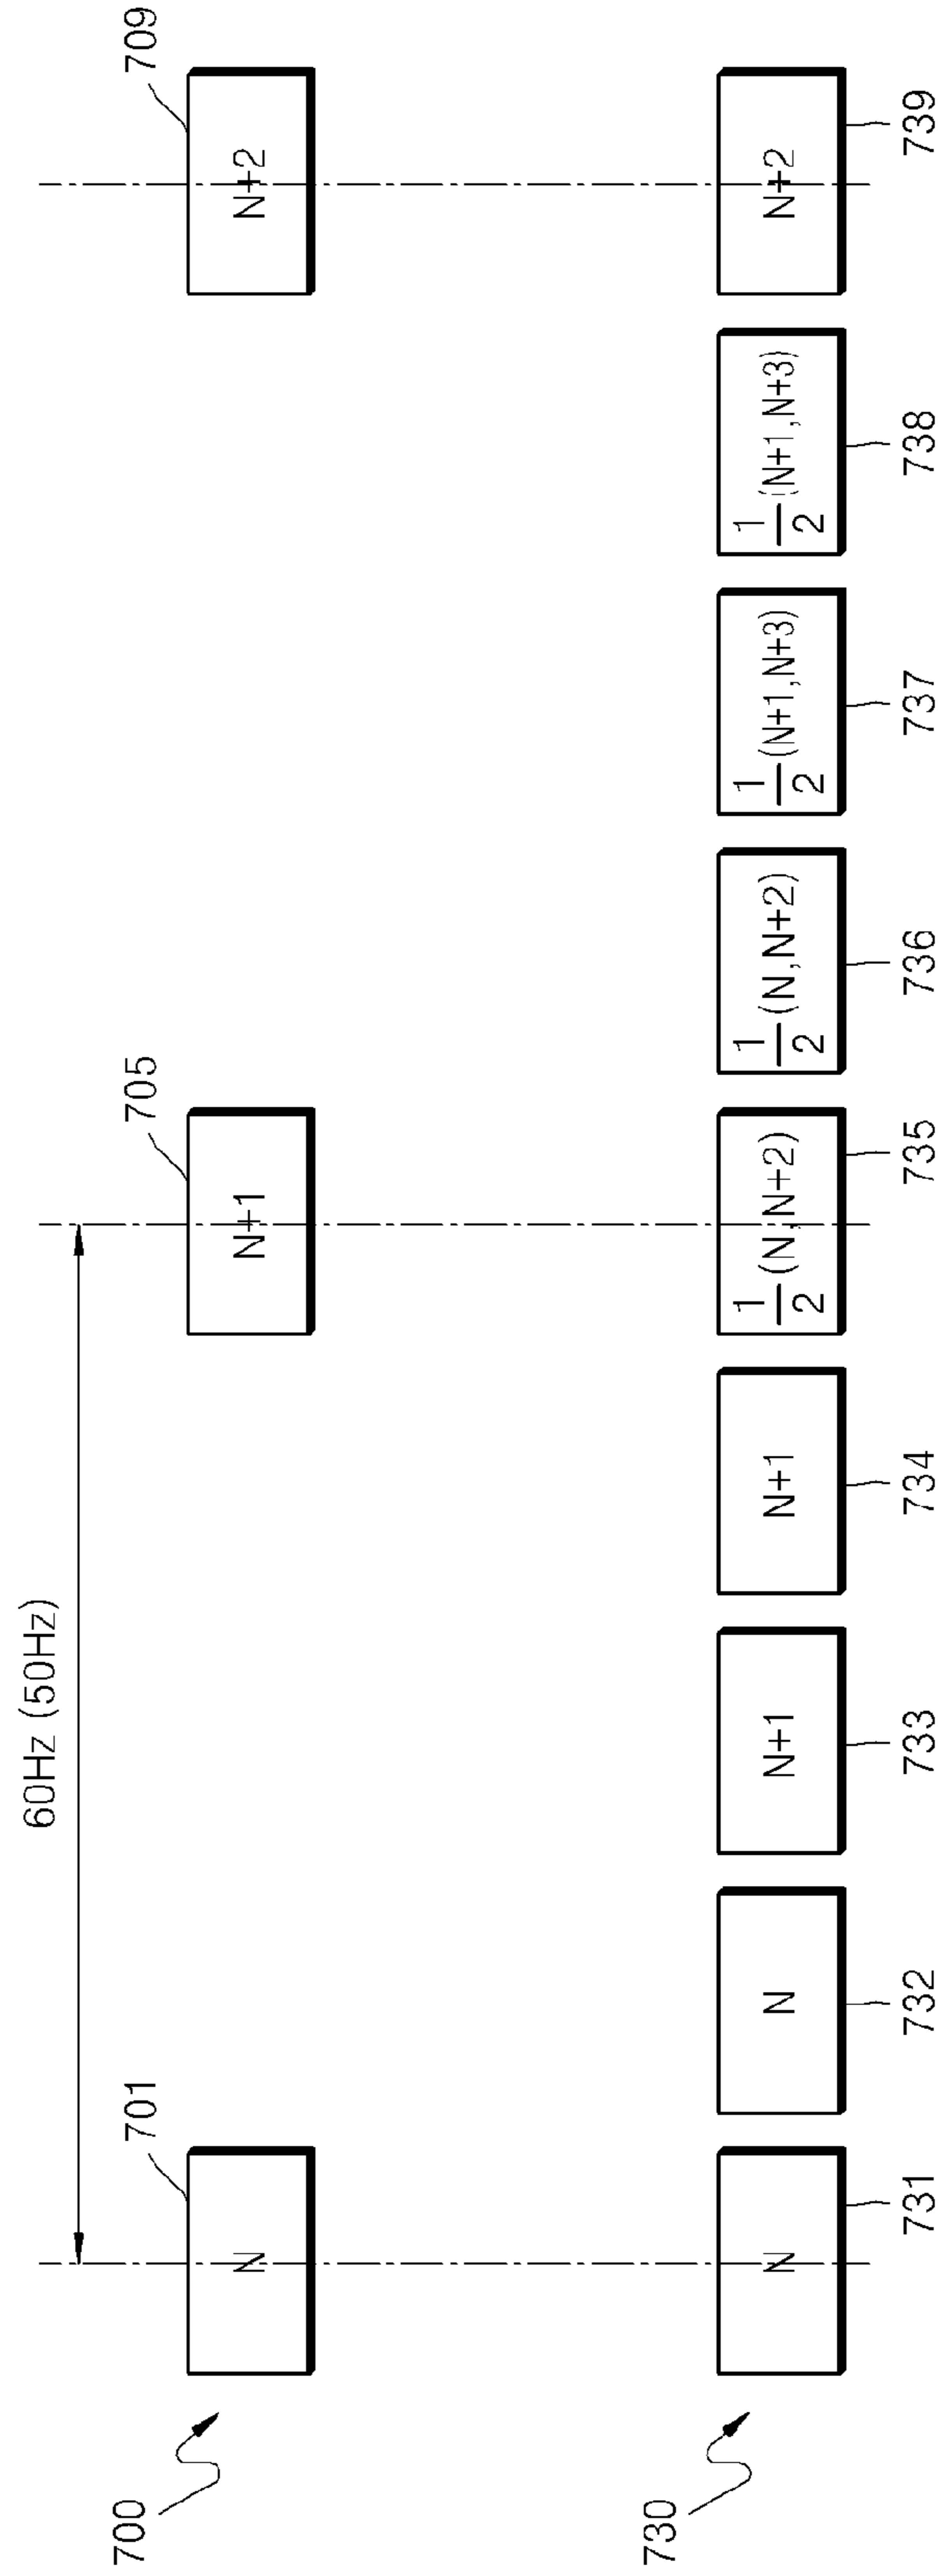 60Hz (50Hz)
700
701
705
709
N
N+1
N+2
730
N
N
N+1
N+1
1/2 (N,N+2)
1/2 (N,N+2)
1/2 (N+1,N+3)
1/2 (N+1,N+3)
N+2
731
732
733
734
735
736
737
738
739